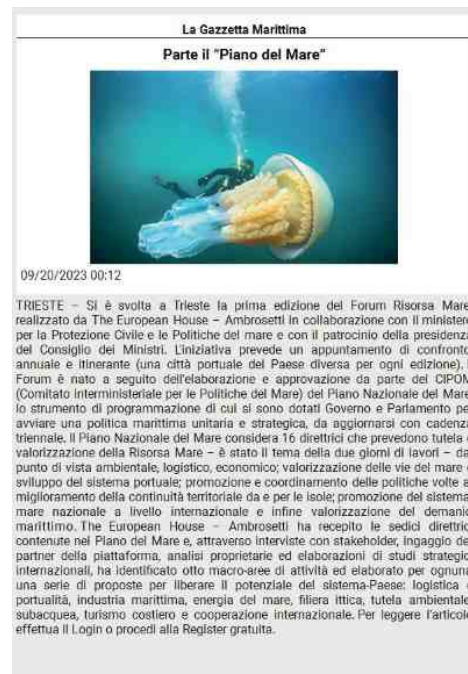 La Gazzetta Marittima
Parte il "Piano del Mare"
09/20/2023 00:12
TRIESTE – Si è svolta a Trieste la prima edizione del Forum Risorsa Mare
realizzato da The European House – Ambrosetti in collaborazione con il minister
per la Protezione Civile e le Politiche del mare e con il patrocinio della presidenza
del Consiglio dei Ministri. L'iniziativa prevede un appuntamento di confronto
annuale e itinerante (una città portuale del Paese diversa per ogni edizione). I
Forum è nato a seguito dell'elaborazione e approvazione da parte del CIPOM
(Comitato interministeriale per le Politiche del Mare) del Piano Nazionale del Mare
lo strumento di programmazione di cui si sono dotati Governo e Parlamento pe
avviare una politica marittima unitaria e strategica, da aggiornarsi con cadenza
triennale. Il Piano Nazionale del Mare considera 16 direttrici che prevedono tutela
valorizzazione della Risorsa Mare – è stato il tema della due giorni di lavori – da
punto di vista ambientale, logistico, economico; valorizzazione delle vie del mare
sviluppo del sistema portuale; promozione e coordinamento delle politiche volte a
miglioramento della continuità territoriale da e per le isole; promozione del sistema
mare nazionale a livello internazionale e infine valorizzazione del demanio
marittimo. The European House – Ambrosetti ha recepito le sedici direttric
contenute nel Piano del Mare e, attraverso interviste con stakeholder, ingaggio de
partner della piattaforma, analisi proprietarie ed elaborazioni di studi strategic
internazionali, ha identificato otto macro-aree di attività ed elaborato per ognuna
una serie di proposte per liberare il potenziale del sistema-Paese: logistica
portualità, industria marittima, energia del mare, filiera ittica, tutela ambientale
subacquea, turismo costiero e cooperazione internazionale. Per leggere l'articol
effettua il Login o procedi alla Register gratuita.